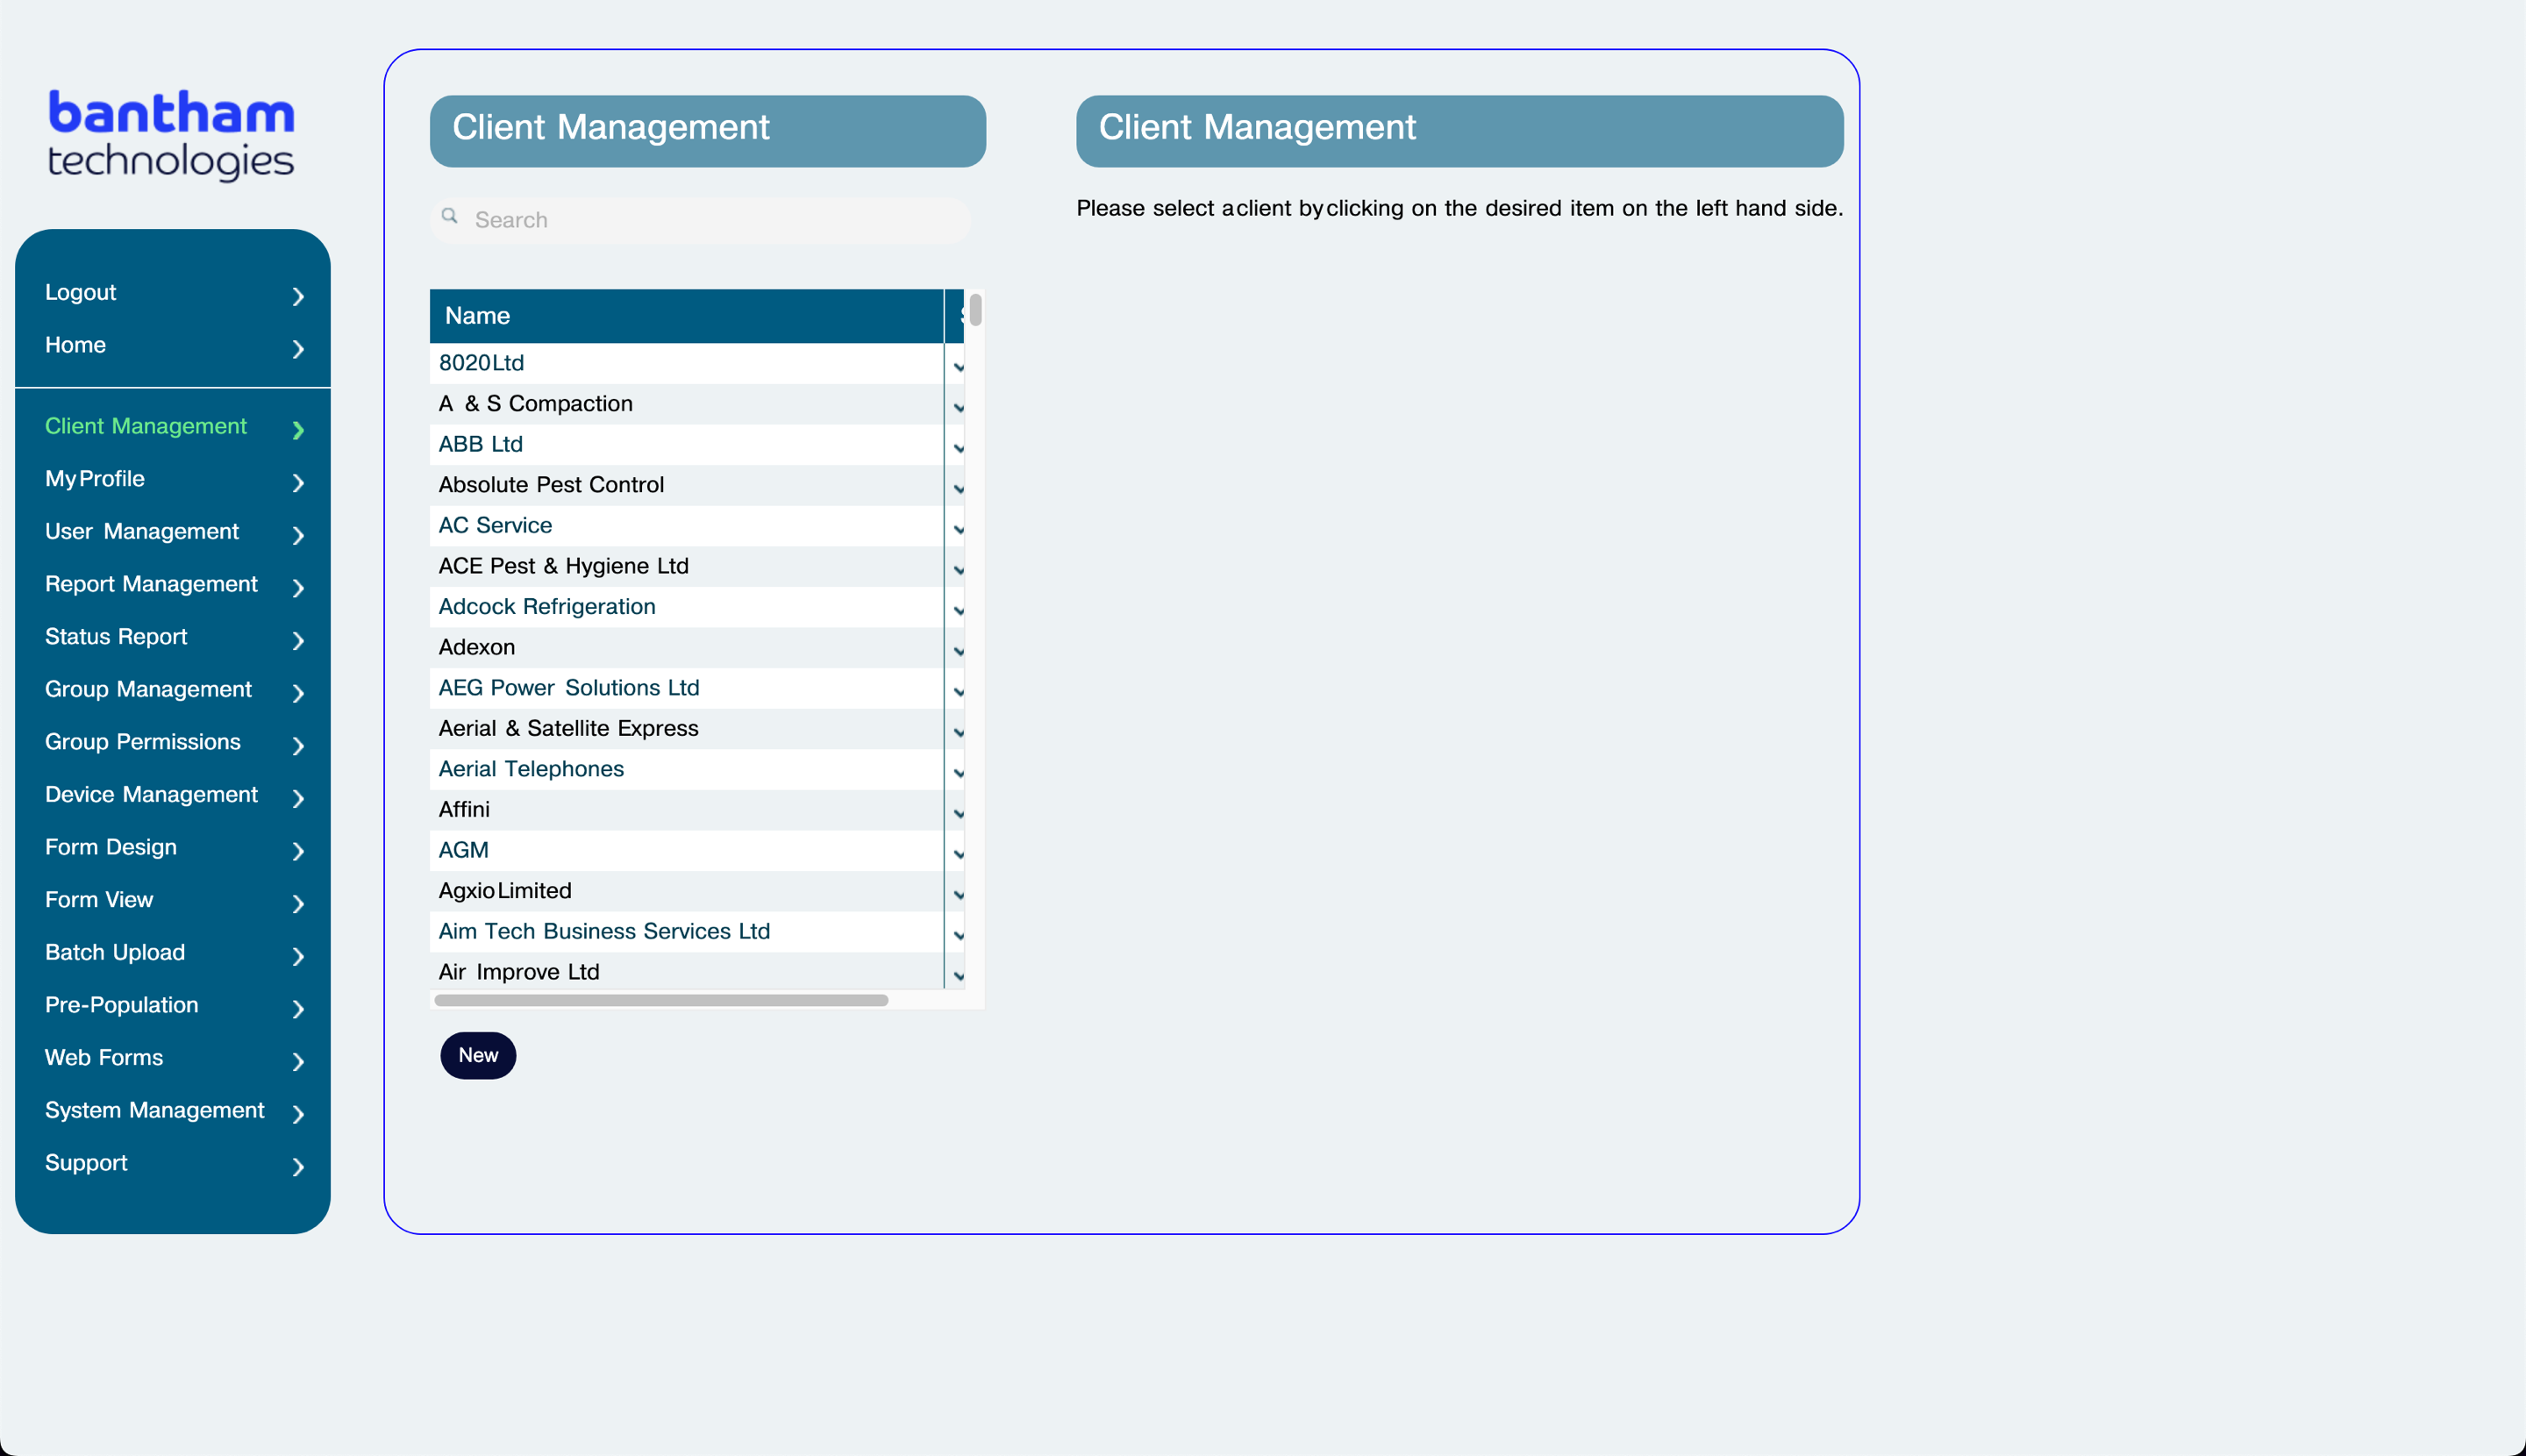 bantham
technologies
Logout
Home
Client Management
My Profile
User Management
Report Management
Status Report
Group Management
Group Permissions
Device Management
Form Design
Form View
Batch Upload
Pre-Population
Web Forms
System Management
Support
Client Management
Search
Name
8020 Ltd
A & S Compaction
ABB Ltd
Absolute Pest Control
AC Service
ACE Pest & Hygiene Ltd
Adcock Refrigeration
Adexon
AEG Power Solutions Ltd
Aerial & Satellite Express
Aerial Telephones
Affini
AGM
Agxio Limited
Aim Tech Business Services Ltd
Air Improve Ltd
New
Client Management
Please select a client by clicking on the desired item on the left hand side.